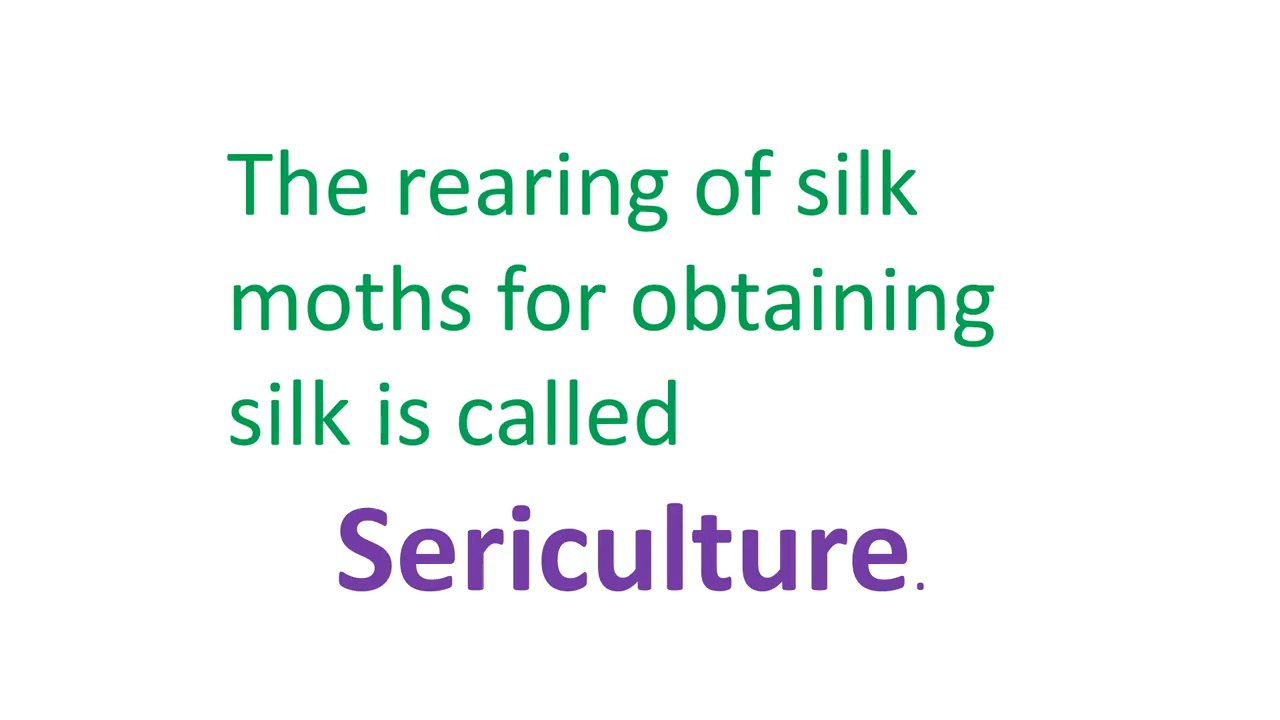 The rearing of silk
moths for obtaining
silk is called
Sericulture.